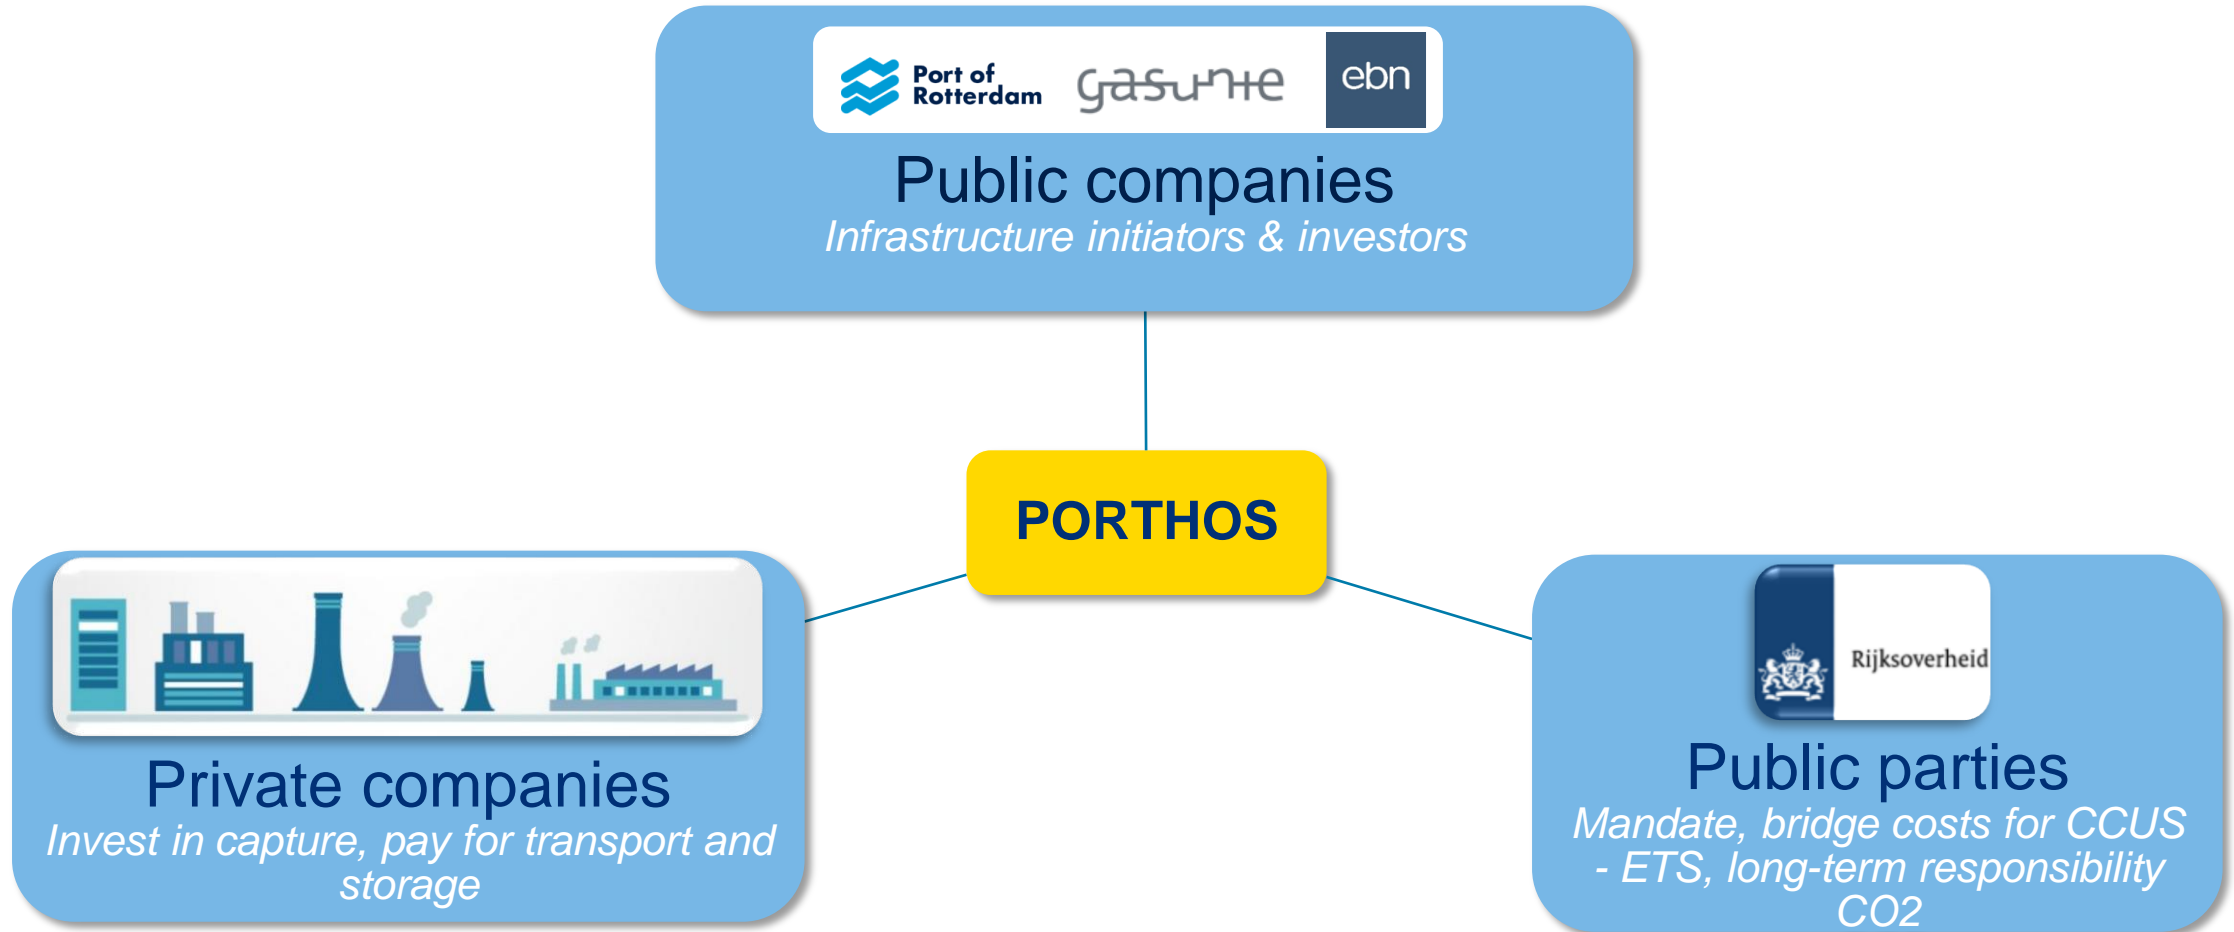 Port of
Rotterdam
gasunie
ebn
Public companies
Infrastructure initiators & investors
PORTHOS
Private companies
Invest in capture, pay for transport and
storage
Rijksoverheid
Public parties
Mandate, bridge costs for CCUS
- ETS, long-term responsibility
CO2